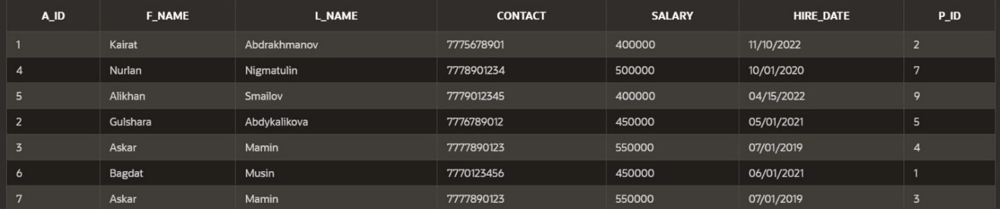 A_ID F_NAME L_NAME CONTACT SALARY HIRE_DATE P_ID
1 Kairat Abdrakhmanov 7775678901 400000 11/10/2022 2
4 Nurlan Nigmatulin 7778901234 500000 10/01/2020 7
5 Alikhan Smailov 7779012345 400000 04/15/2022 9
2 Gulshara Abdykalikova 7776789012 450000 05/01/2021 5
3 Askar Mamin 7777890123 550000 07/01/2019 4
6 Bagdat Musin 7770123456 450000 06/01/2021 1
7 Askar Mamin 7777890123 550000 07/01/2019 3